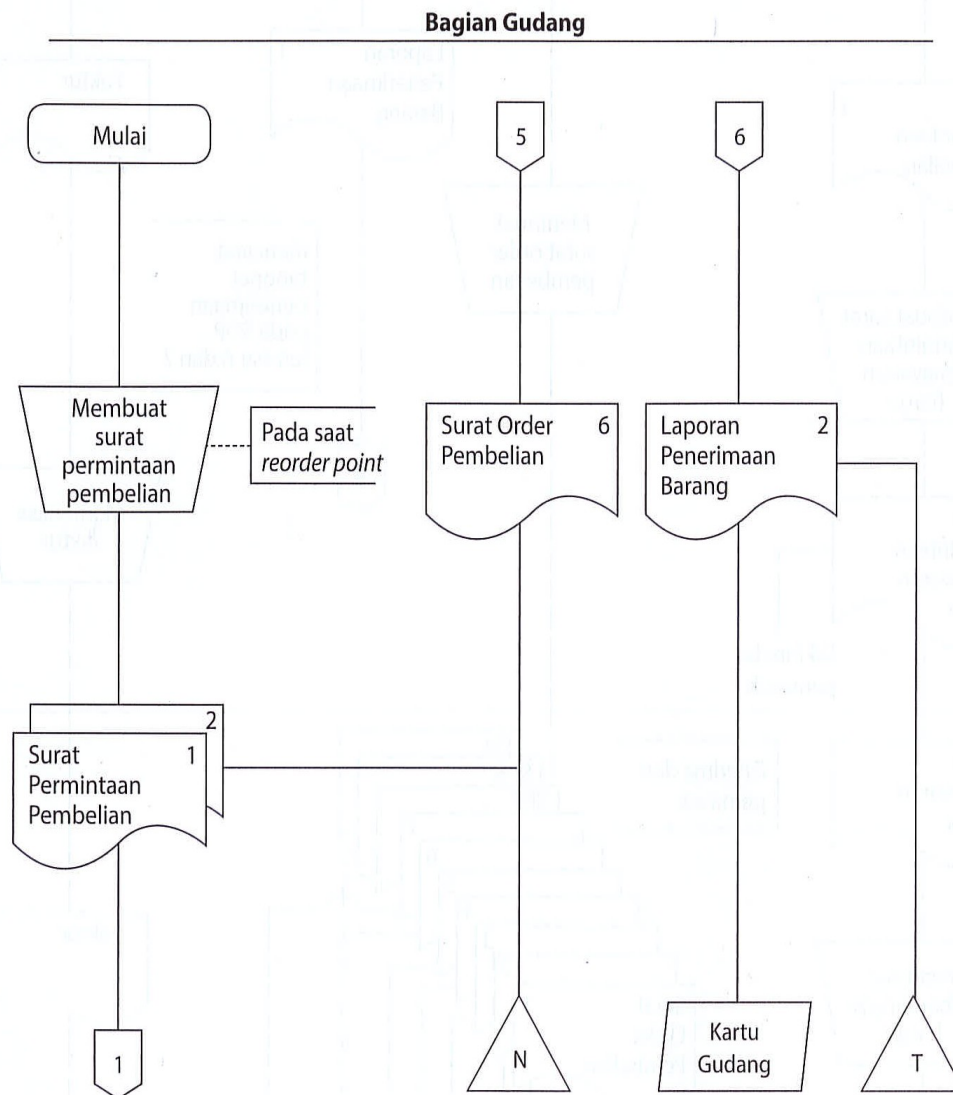 Bagian Gudang
Mulai
5
6
Membuat
surat
permintaan
pembelian
Pada saat
reorder point
Surat Order 6
Pembelian
Laporan 2
Penerimaan
Barang
2
Surat 1
Permintaan
Pembelian
1
N
Kartu
Gudang
T